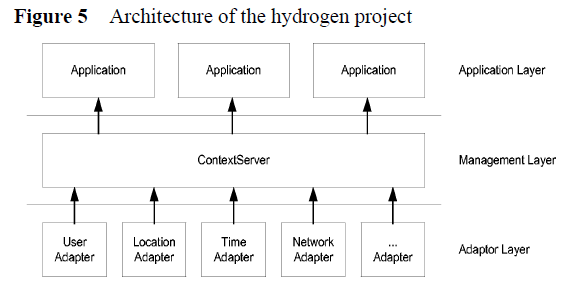 Figure 5 Architecture of the hydrogen project
Application
Application
Application
Application Layer
ContextServer
Management Layer
User
Adapter
Location
Adapter
Time
Adapter
Network
Adapter
...
Adapter
Adaptor Layer